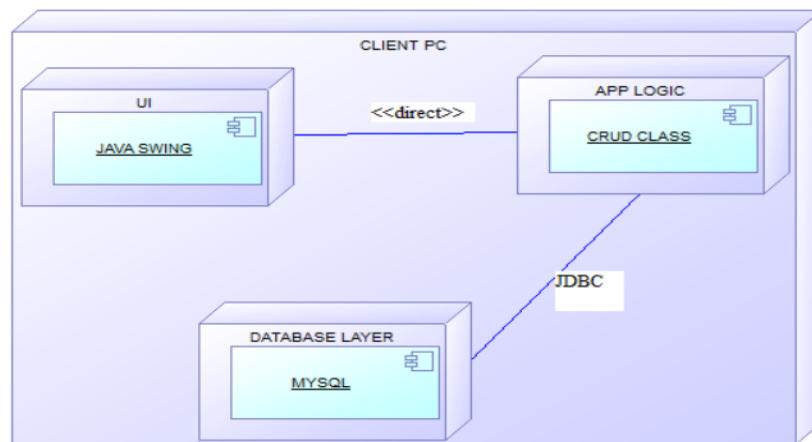 CLIENT PC
UI
JAVA SWING
<<direct>>
APP LOGIC
CRUD CLASS
JDBC
DATABASE LAYER
MYSQL